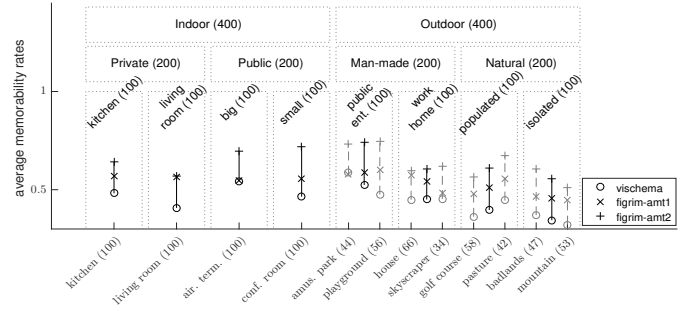 Indoor (400)
Outdoor (400)
Private (200)
Public (200)
Man-made (200)
Natural (200)
kitchen (100)
living
room (100)
big (100)
small (100)
public
ent. (100)
work
home (100)
populated (100)
isolated (100)
average memorability rates
1
0.5
vischema
figrim-amt1
figrim-amt2
kitchen (100)
living room (100)
air. term. (100)
conf. room (100)
amus. park (44)
playground (56)
house (66)
skyscraper (34)
golf course (58)
pasture (42)
badlands (47)
mountain (53)